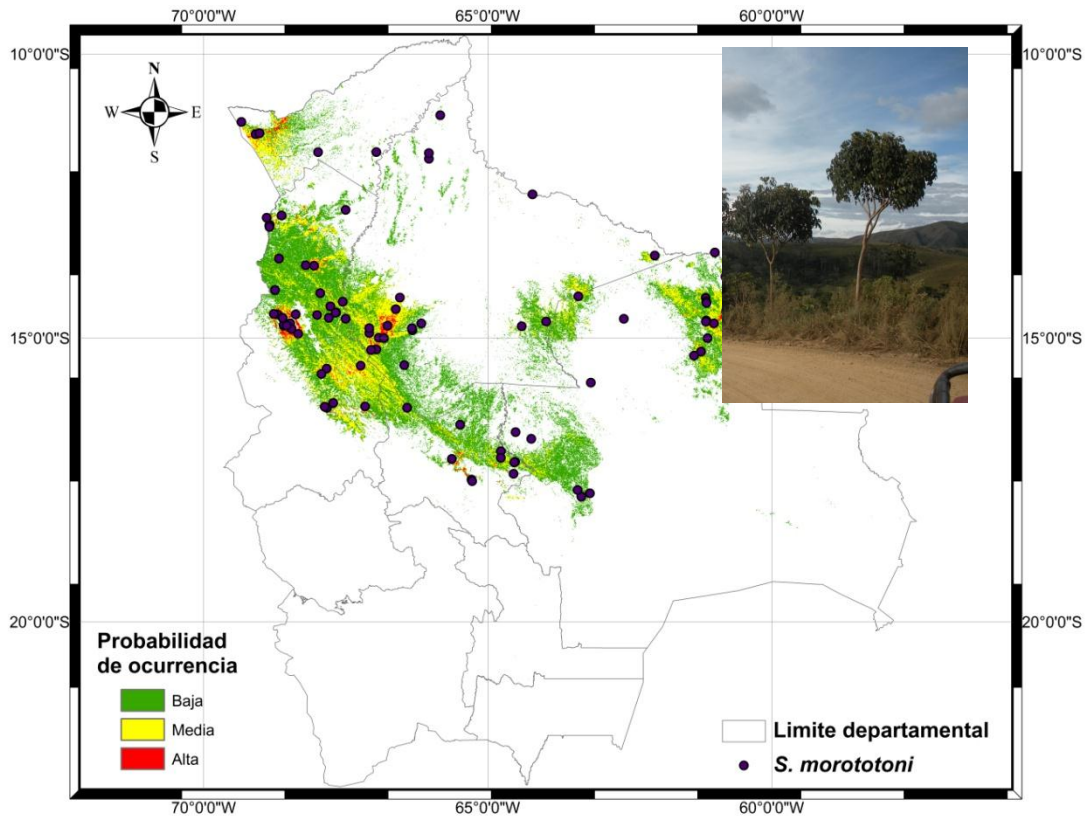 70°0'0"W 65°0'0"W 60°0'0"W
10°0'0"S 10°0'0"S
N
W E
S
15°0'0"S 15°0'0"S
20°0'0"S 20°0'0"S
Probabilidad
de ocurrencia
Baja
Media
Alta
Limite departamental
S. morototoni
70°0'0"W 65°0'0"W 60°0'0"W